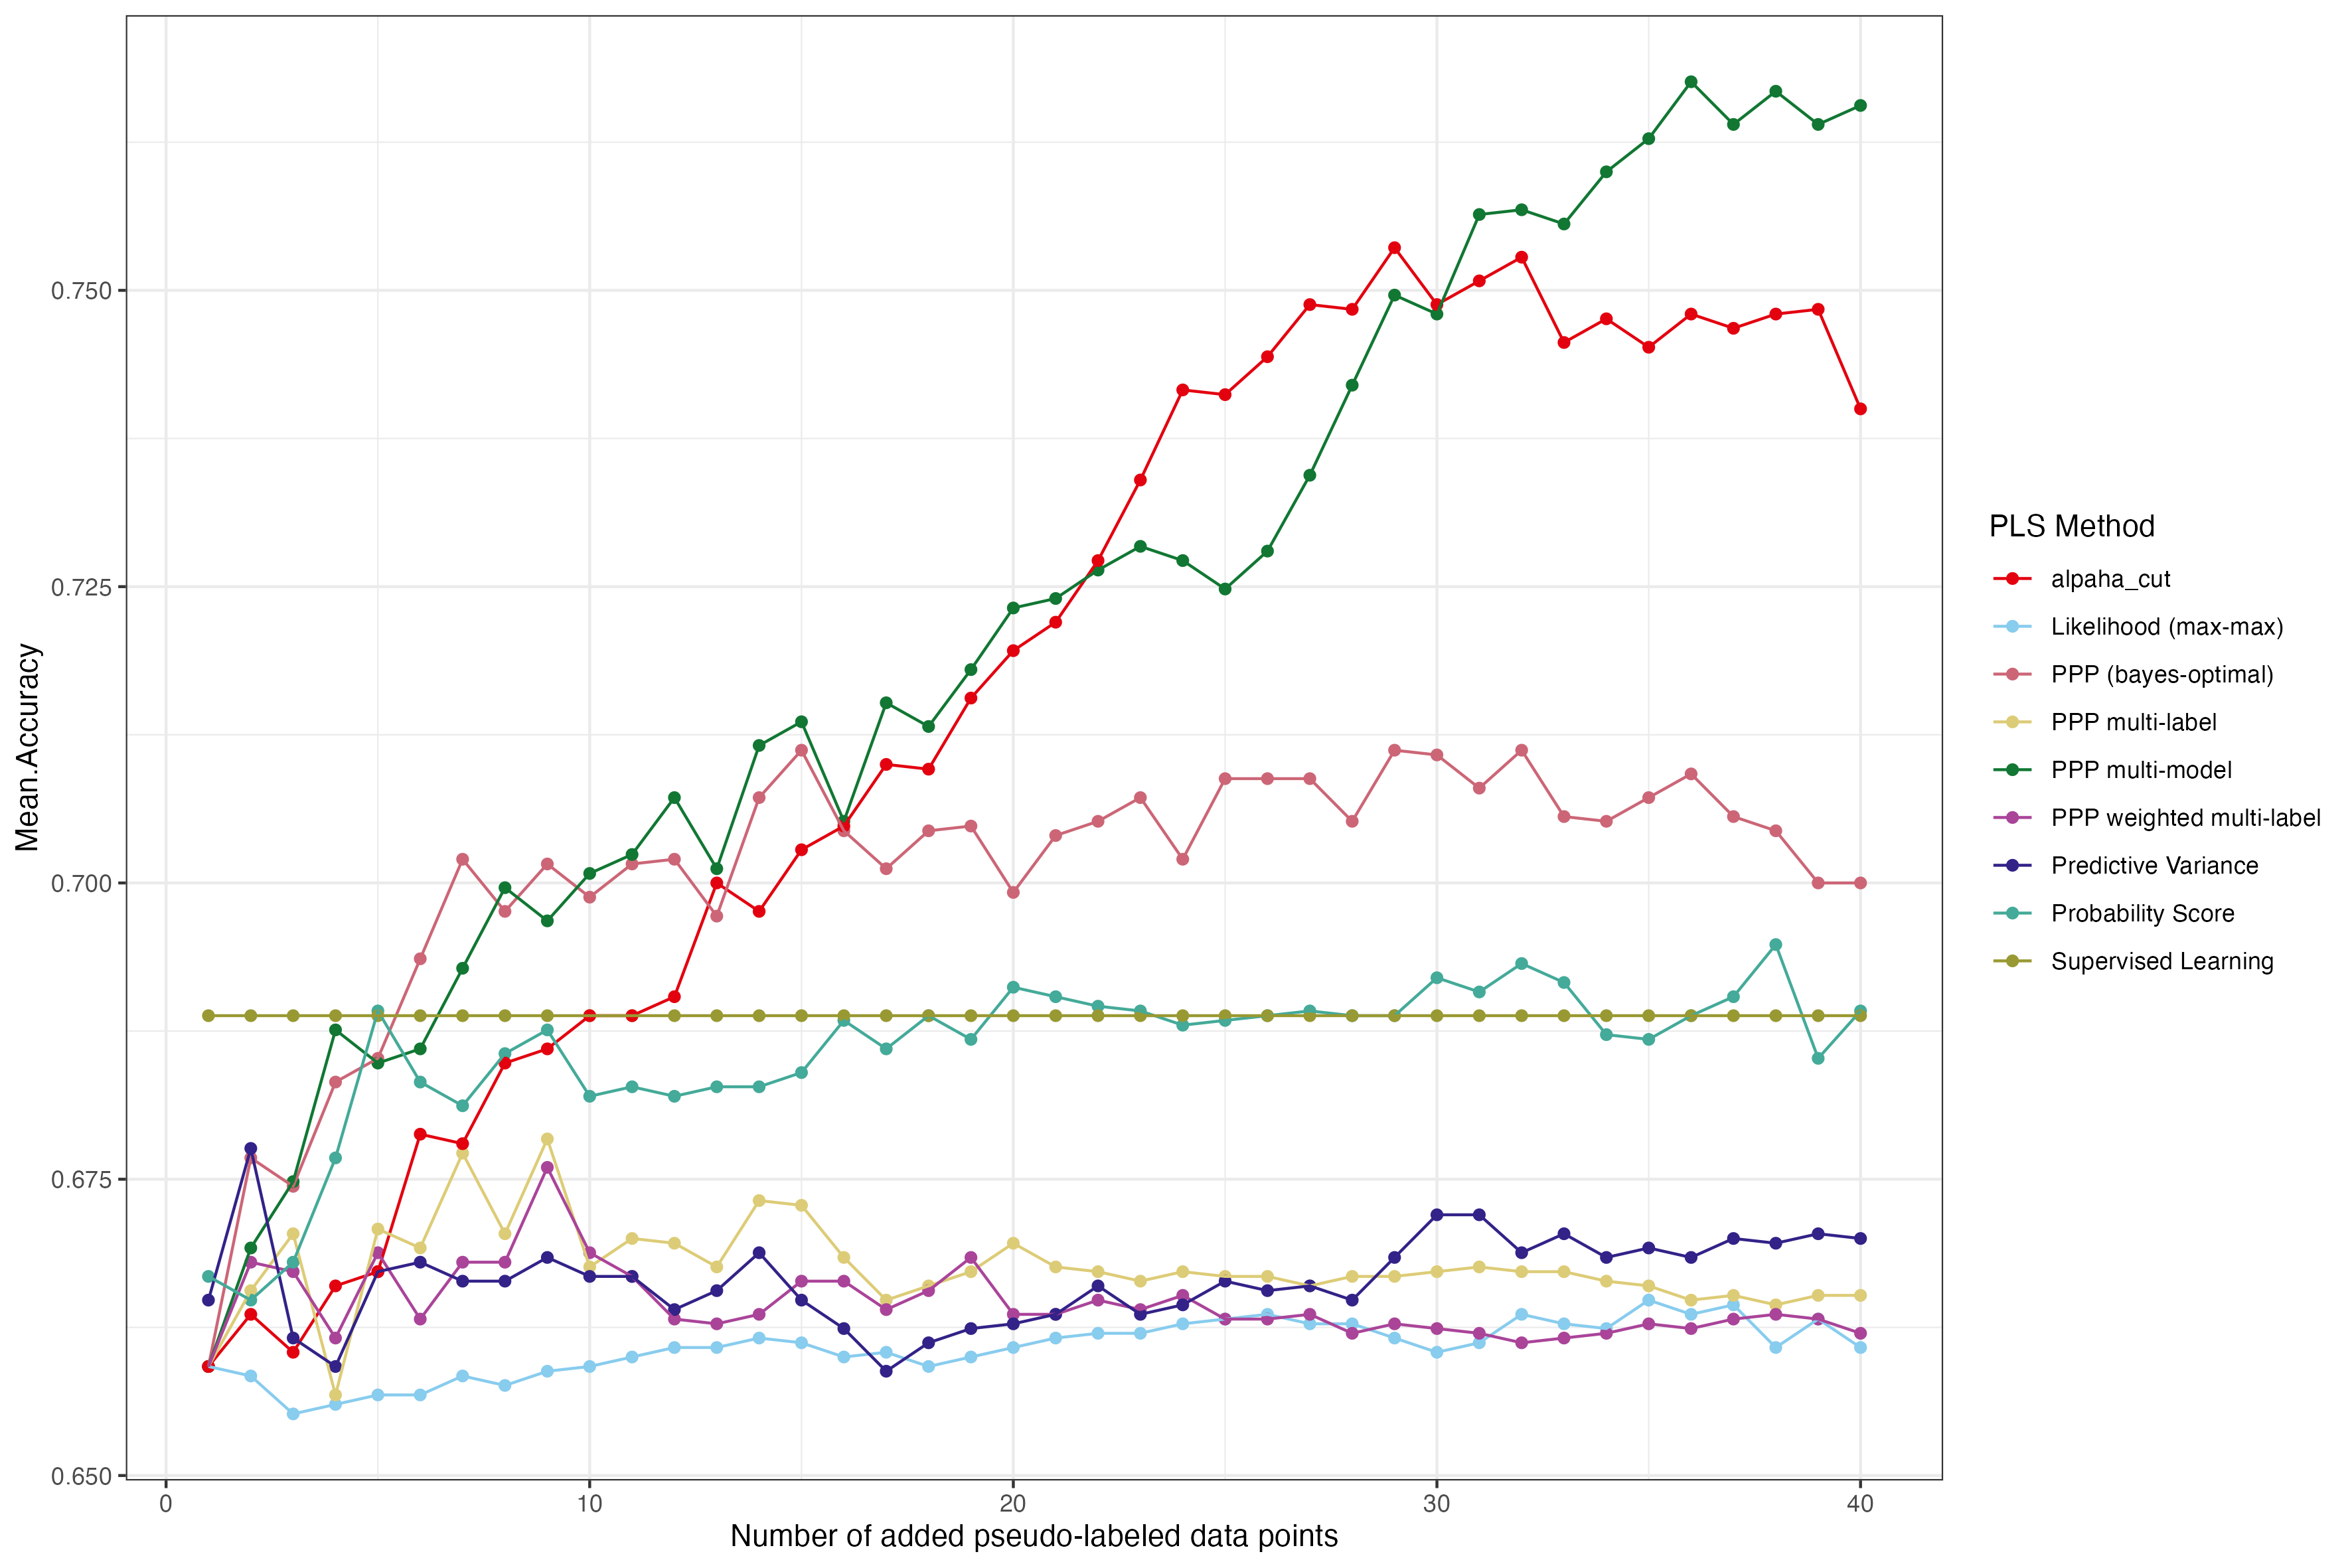 Mean.Accuracy
0.750
0.725
0.700
0.675
0.650
0
10
20
30
40
Number of added pseudo-labeled data points
PLS Method
alpaha_cut
Likelihood (max-max)
PPP (bayes-optimal)
PPP multi-label
PPP multi-model
PPP weighted multi-label
Predictive Variance
Probability Score
Supervised Learning